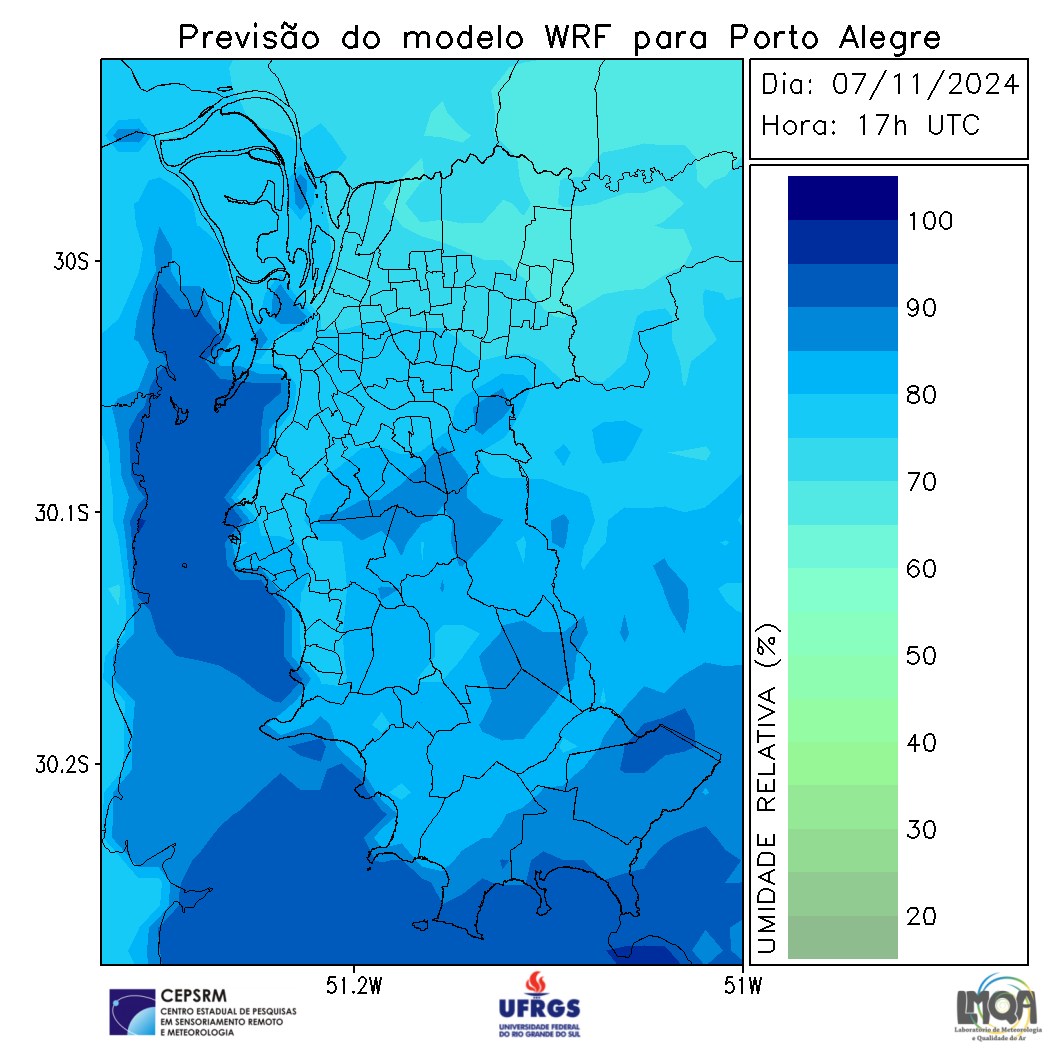 Previsão do modelo WRF para Porto Alegre
Dia: 07/11/2024
Hora: 17h UTC
30S
30.1S
30.2S
51.2W
51W
UMIDADE RELATIVA (%)
100
90
80
70
60
50
40
30
20
CEPSRM
CENTRO ESTADUAL DE PESQUISAS
EM SENSORIAMENTO REMOTO
E METEOROLOGIA
UFRGS
UNIVERSIDADE FEDERAL
DO RIO GRANDE DO SUL
LMQA
Laboratório de Meteorologia
e Qualidade do Ar